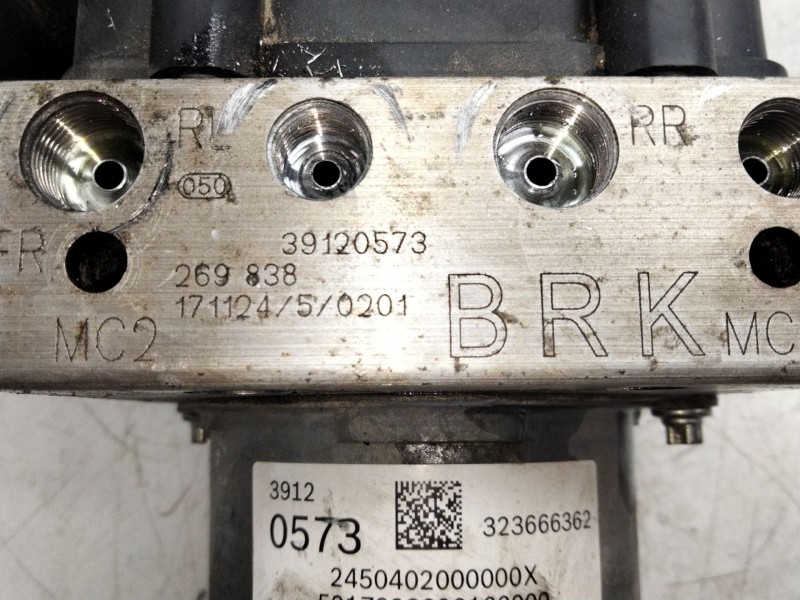 RL
RR
050
FR
39120573
269 838
171124/5/0201
BRK
MC2
MC
3912
0573
323666362
2450402000000X